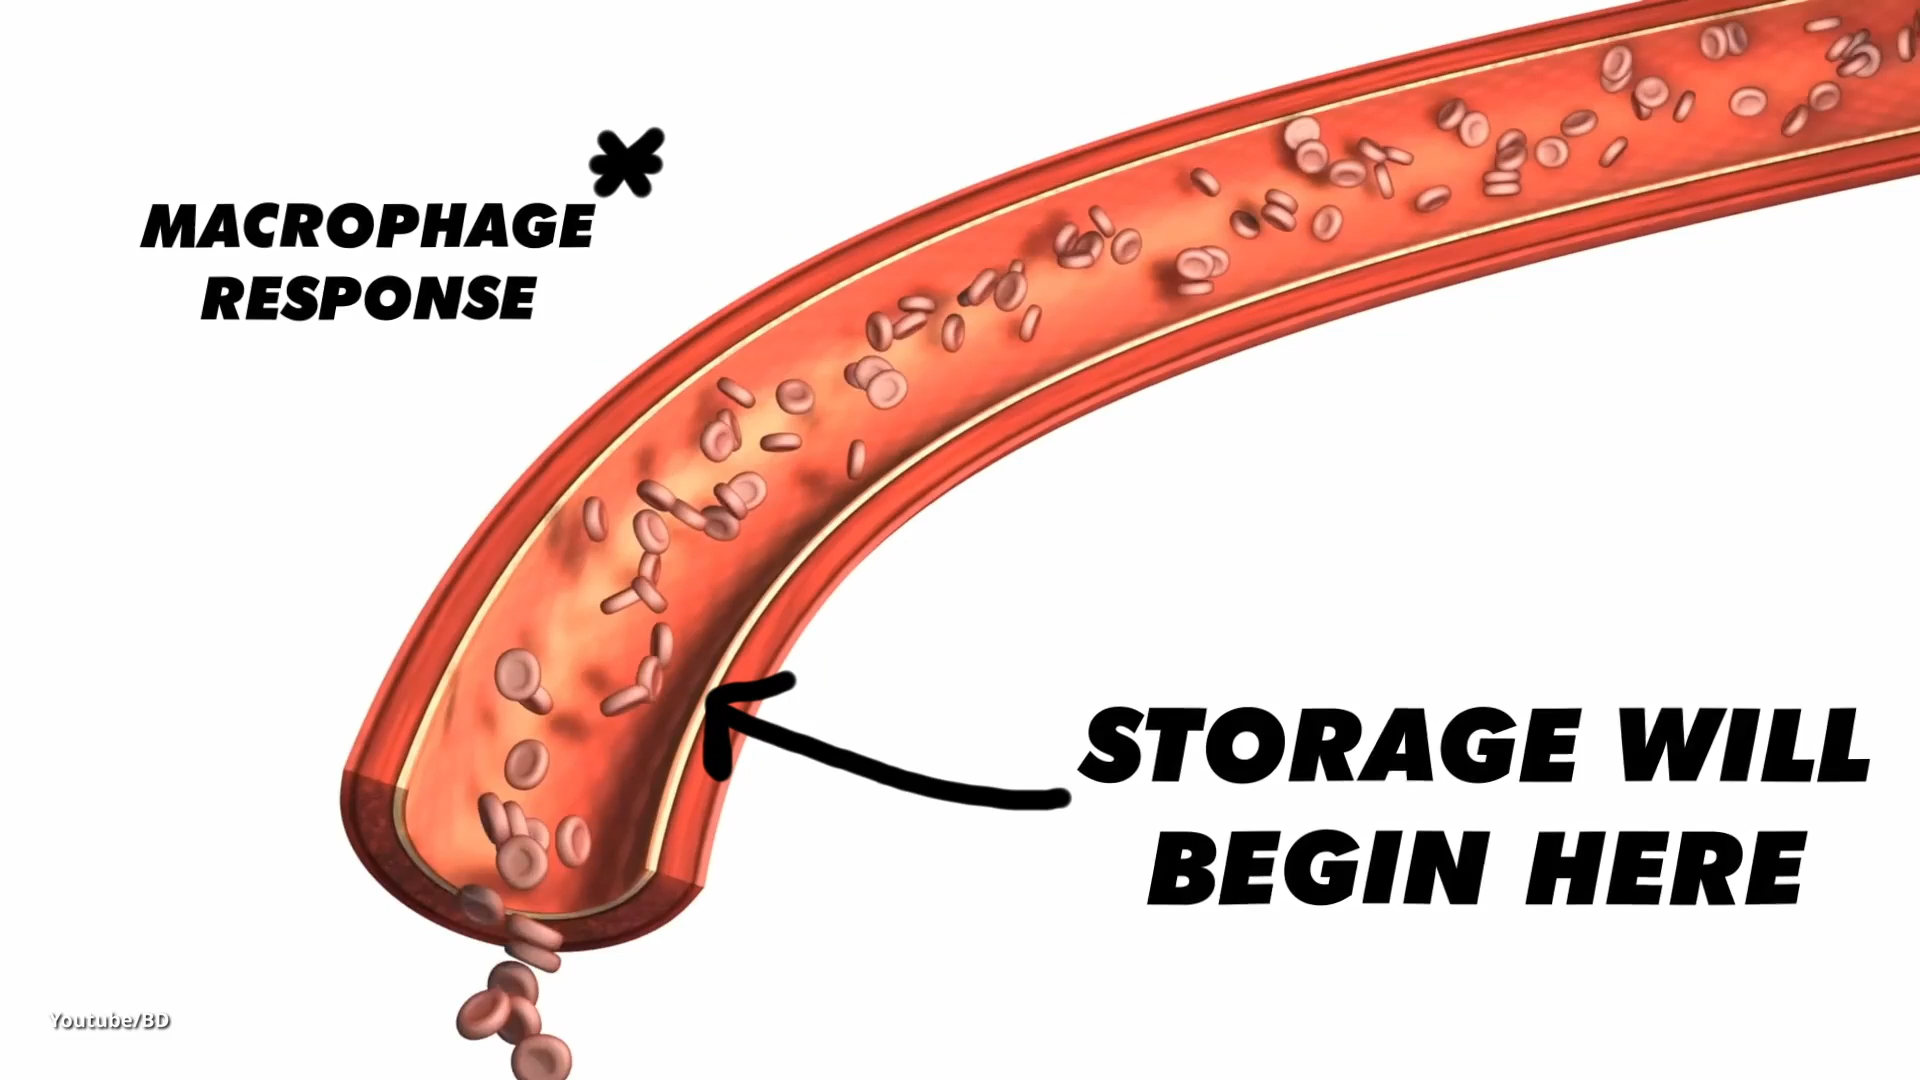 MACROPHAGE
RESPONSE
STORAGE WILL
BEGIN HERE
Youtube/BD